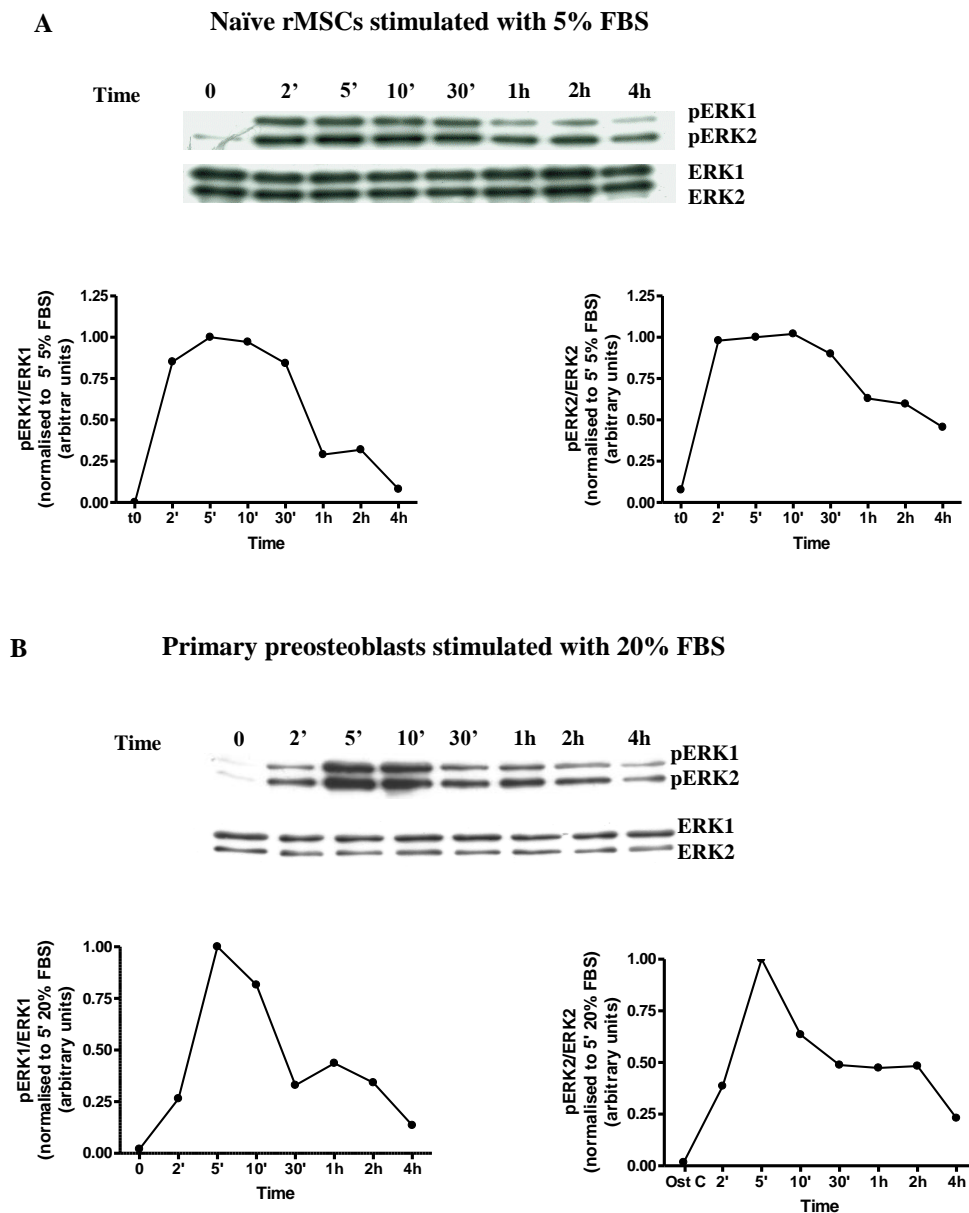 A
Naïve rMSCs stimulated with 5% FBS
Time 0 2’ 5’ 10’ 30’ 1h 2h 4h
pERK1
pERK2
ERK1
ERK2
pERK1/ERK1
(normalised to 5' 5% FBS)
(arbitrar units)
1.25
1.00
0.75
0.50
0.25
0.00
t0 2' 5' 10' 30' 1h 2h 4h
Time
pERK2/ERK2
(normalised to 5' 5% FBS)
(arbitrary units)
1.25
1.00
0.75
0.50
0.25
0.00
t0 2' 5' 10' 30' 1h 2h 4h
Time
B
Primary preosteoblasts stimulated with 20% FBS
Time 0 2’ 5’ 10’ 30’ 1h 2h 4h
pERK1
pERK2
ERK1
ERK2
pERK1/ERK1
(normalised to 5' 20% FBS)
(arbitrary units)
1.00
0.75
0.50
0.25
0.00
0 2' 5' 10' 30' 1h 2h 4h
Time
pERK2/ERK2
(normalised to 5' 20% FBS)
(arbitrary units)
1.00
0.75
0.50
0.25
0.00
Ost C 2' 5' 10' 30' 1h 2h 4h
Time